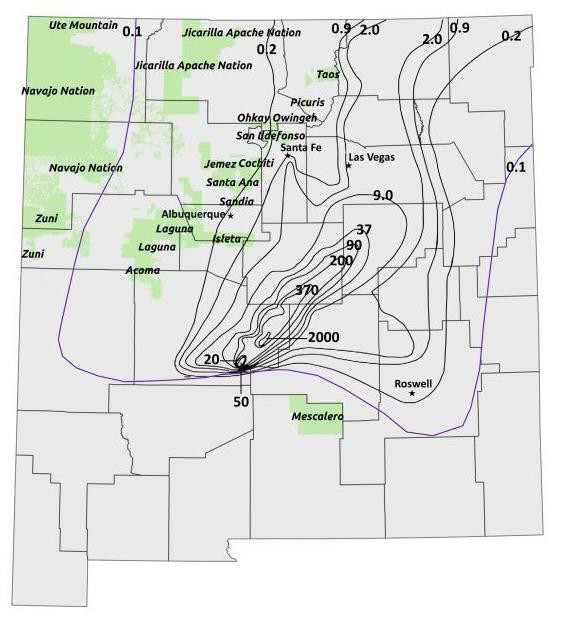 Ute Mountain
0.1
Jicarilla Apache Nation
0.2
0.9
2.0
2.0
0.9
0.2
Jicarilla Apache Nation
Taos
Navajo Nation
Picuris
Ohkay Owingeh
San Ildefonso
Santa Fe
Las Vegas
Navajo Nation
Jemez
Cochiti
0.1
Santa Ana
9.0
Sandia
Albuquerque
Zuni
Laguna
37
Isleta
90
Laguna
Zuni
200
Acoma
370
2000
20
Roswell
50
Mescalero